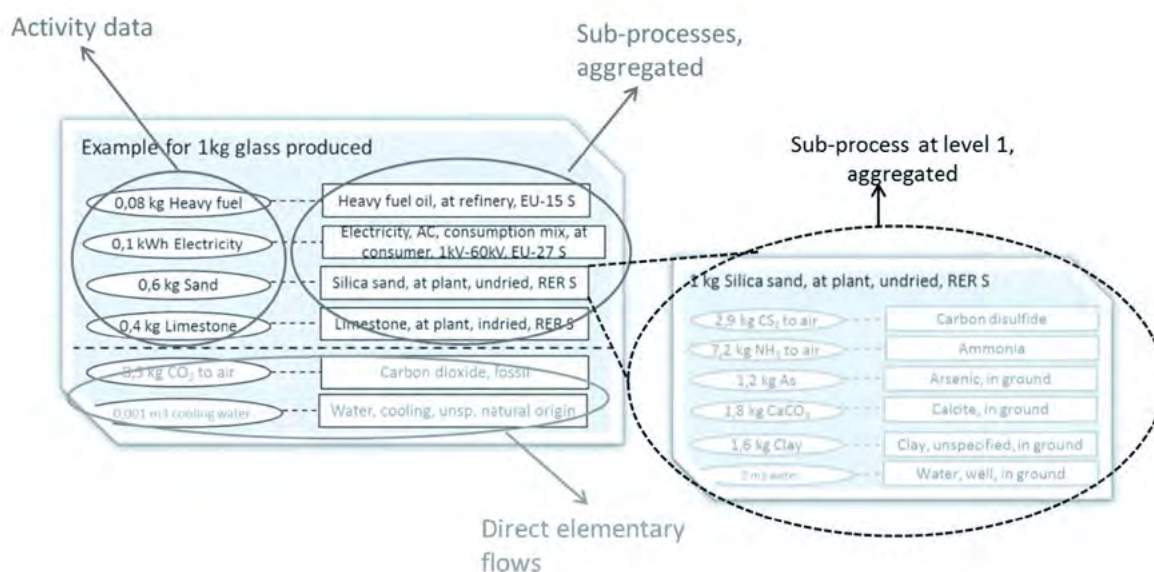 Activity data
Sub-processes,
aggregated
Example for 1kg glass produced
0,08 kg Heavy fuel
Heavy fuel oil, at refinery, EU-15 S
0,1 kWh Electricity
Electricity, AC, consumption mix, at
consumer, 1kV-60kV, EU-27 S
0,6 kg Sand
Silica sand, at plant, undried, RER S
0,4 kg Limestone
Limestone, at plant, indried, RER S
kg CO₂ to air
Carbon dioxide, fossil
0,001 m3 cooling water
Water, cooling, unsp. natural origin
Direct elementary
flows
Sub-process at level 1,
aggregated
1 kg Silica sand, at plant, undried, RER S
2,9 kg CS₂ to air
Carbon disulfide
7,2 kg NH₃ to air
Ammonia
1,2 kg As
Arsenic, in ground
1,8 kg CaCO₃
Calcite, in ground
1,6 kg Clay
Clay, unspecified, in ground
m3 water
Water, well, in ground